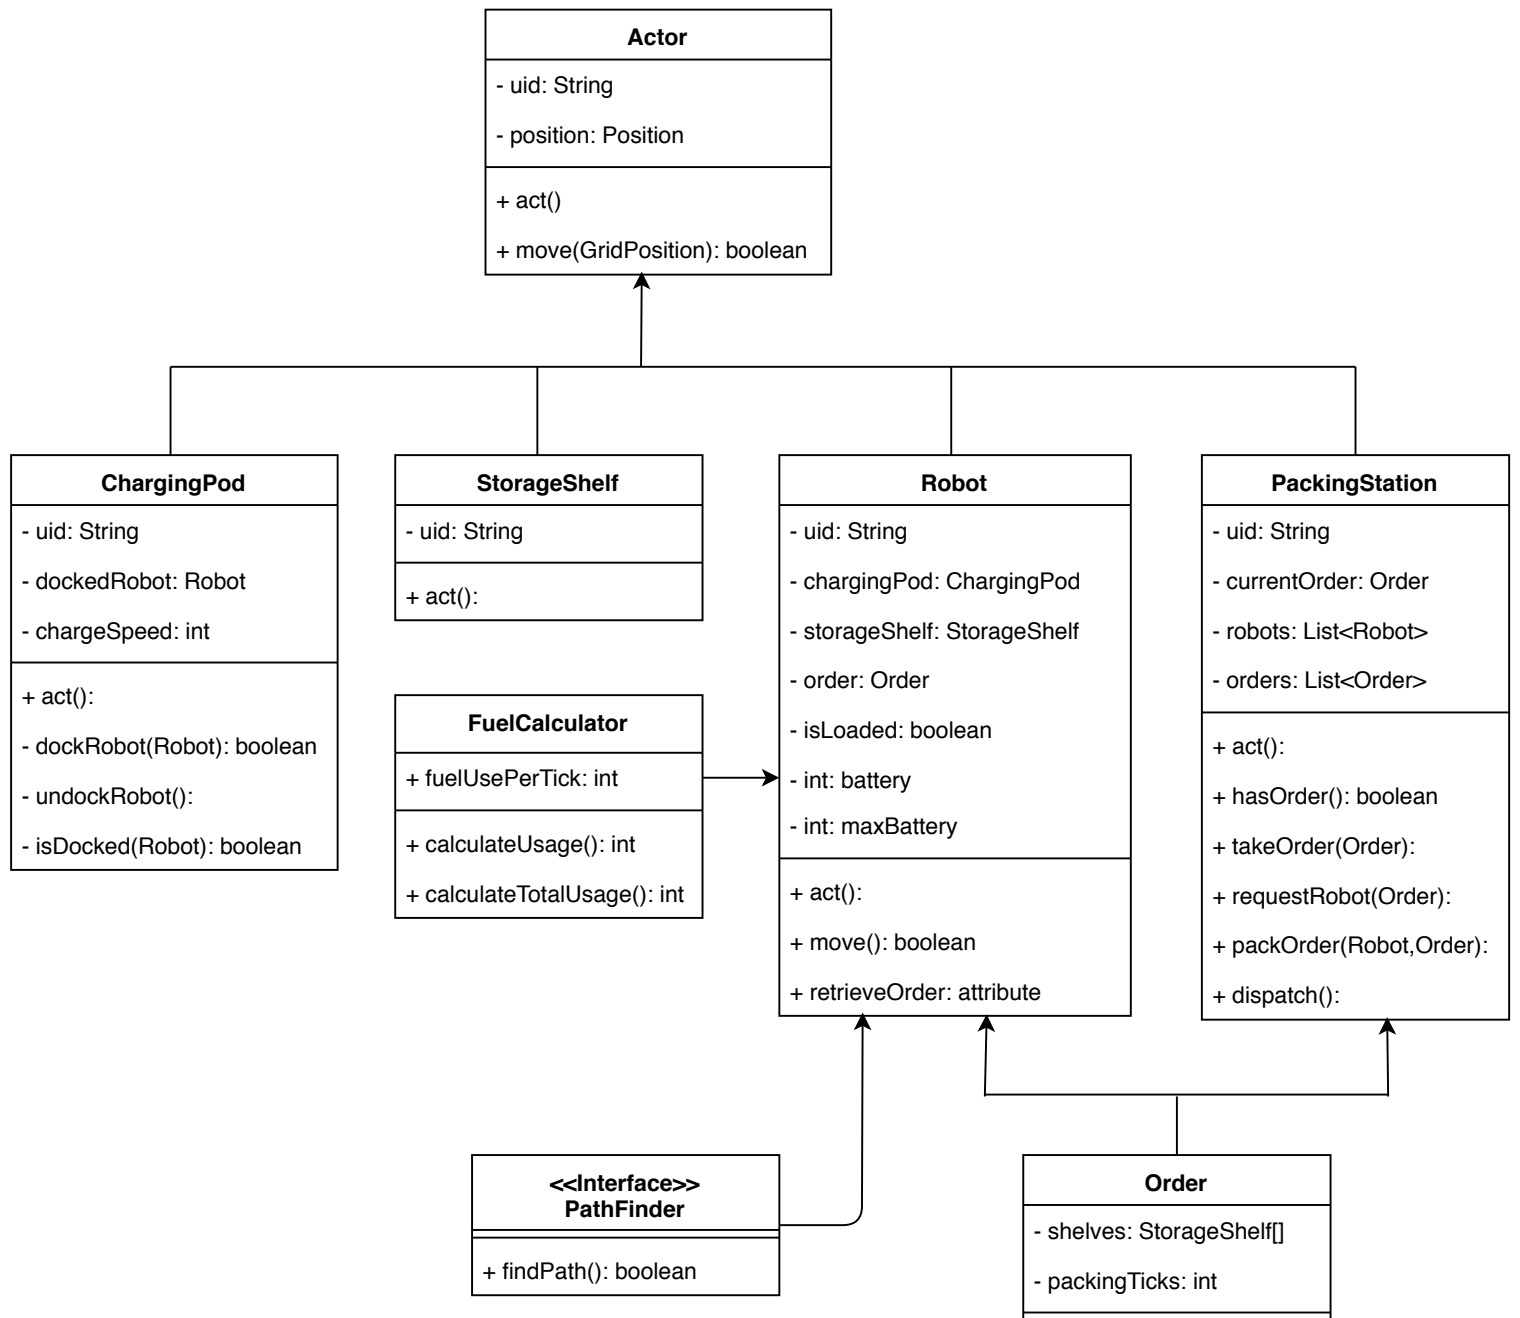 Actor
- uid: String
- position: Position
+ act()
+ move(GridPosition): boolean
ChargingPod
- uid: String
- dockedRobot: Robot
- chargeSpeed: int
+ act():
- dockRobot(Robot): boolean
- undockRobot():
- isDocked(Robot): boolean
StorageShelf
- uid: String
+ act():
FuelCalculator
+ fuelUsePerTick: int
+ calculateUsage(): int
+ calculateTotalUsage(): int
Robot
- uid: String
- chargingPod: ChargingPod
- storageShelf: StorageShelf
- order: Order
- isLoaded: boolean
- int: battery
- int: maxBattery
+ act():
+ move(): boolean
+ retrieveOrder: attribute
PackingStation
- uid: String
- currentOrder: Order
- robots: List<Robot>
- orders: List<Order>
+ act():
+ hasOrder(): boolean
+ takeOrder(Order):
+ requestRobot(Order):
+ packOrder(Robot,Order):
+ dispatch():
<<Interface>>
PathFinder
+ findPath(): boolean
Order
- shelves: StorageShelf[]
- packingTicks: int